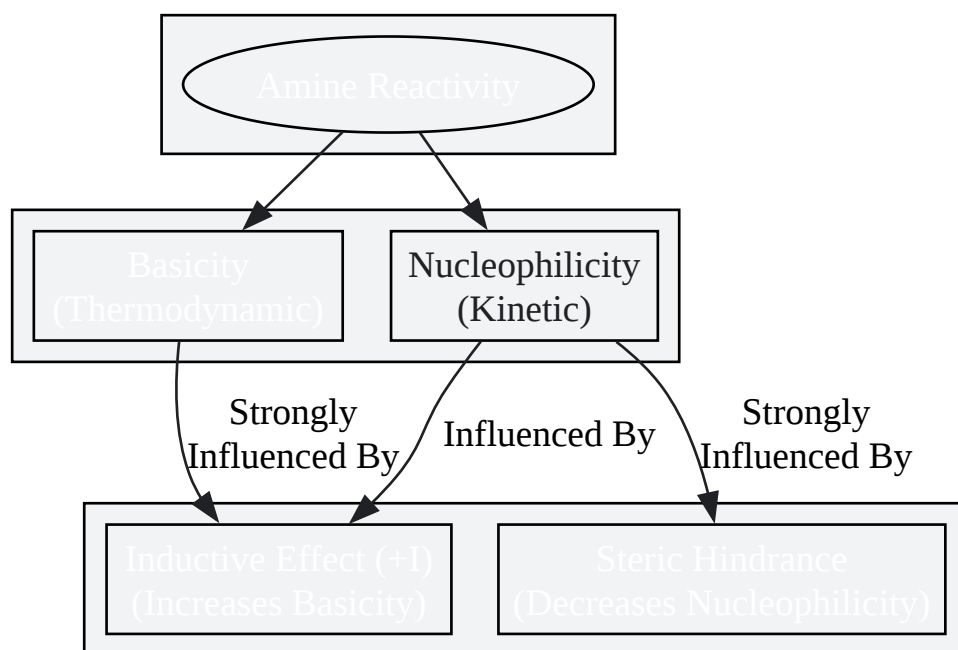 Amine Reactivity
Basicity
(Thermodynamic)
Nucleophilicity
(Kinetic)
Strongly
Influenced By
Influenced By
Strongly
Influenced By
Inductive Effect (+I)
(Increases Basicity)
Steric Hindrance
(Decreases Nucleophilicity)